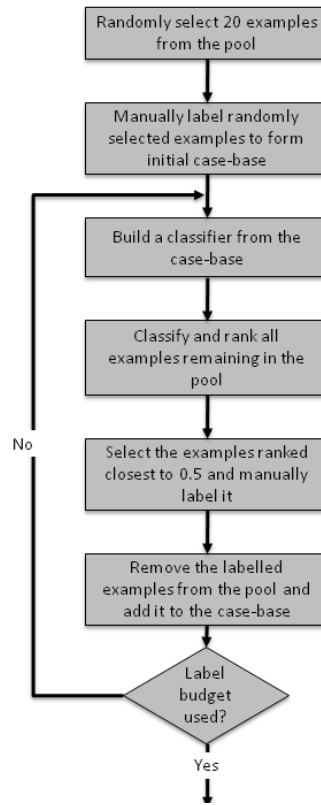 Randomly select 20 examples
from the pool
Manually label randomly
selected examples to form
initial case-base
Build a classifier from the
case-base
Classify and rank all
examples remaining in the
pool
No
Select the examples ranked
closest to 0.5 and manually
label it
Remove the labelled
examples from the pool and
add it to the case-base
Label
budget
used?
Yes